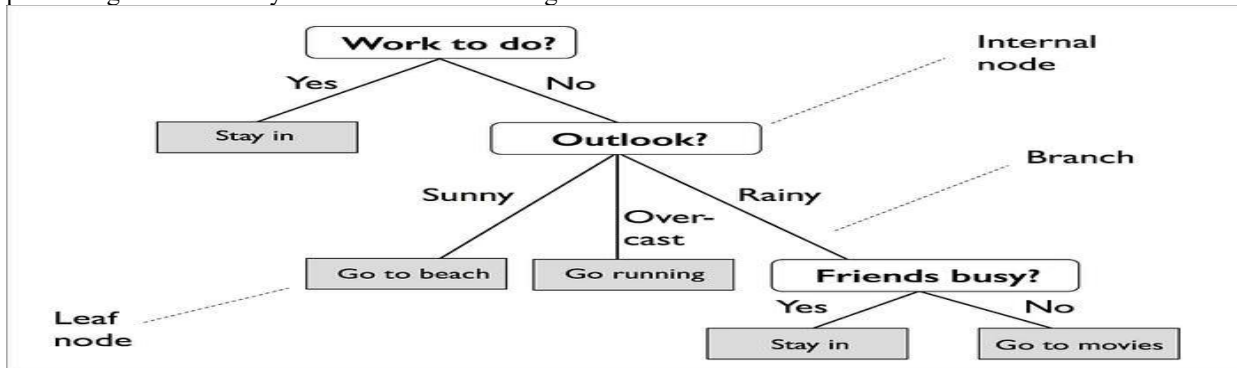 Work to do?
Internal
node
Yes
No
Stay in
Outlook?
Branch
Sunny
Over-
cast
Rainy
Go to beach
Go running
Friends busy?
Leaf
node
Yes
No
Stay in
Go to movies